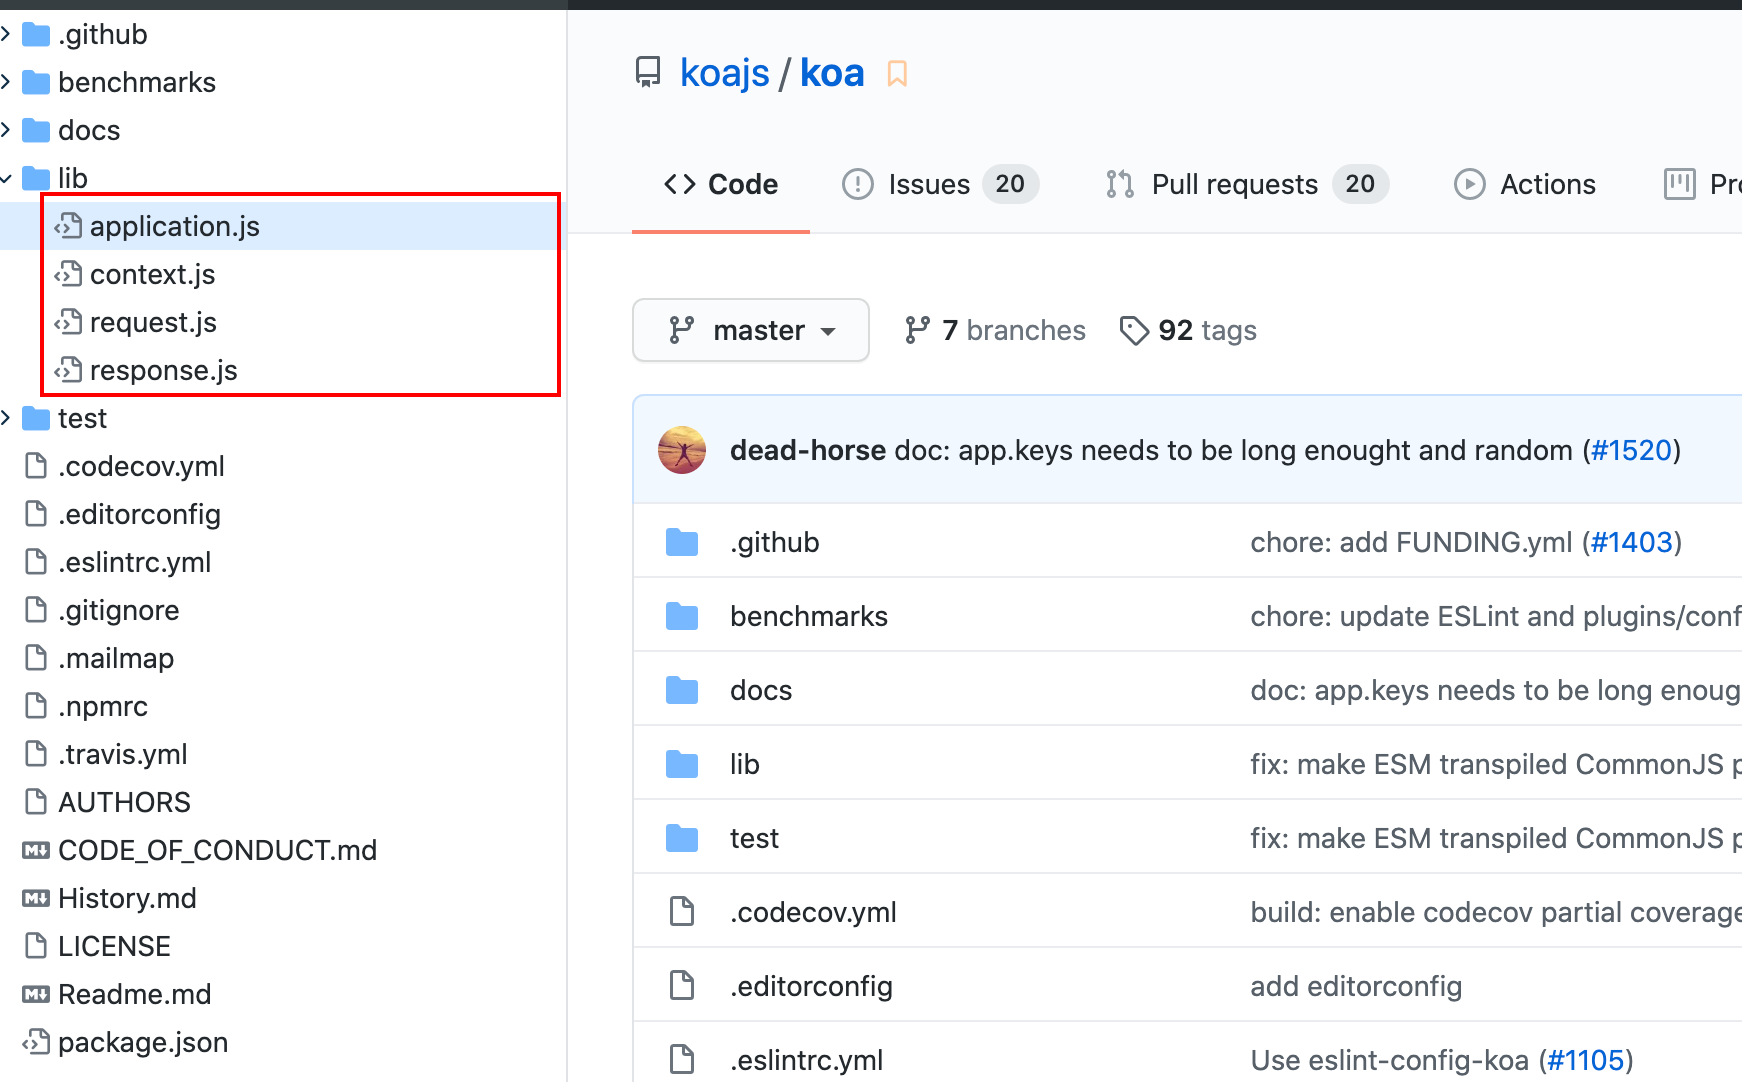 .github
benchmarks
docs
lib
application.js
context.js
request.js
response.js
test
.codecov.yml
.editorconfig
.eslintrc.yml
.gitignore
.mailmap
.npmrc
.travis.yml
AUTHORS
CODE_OF_CONDUCT.md
History.md
LICENSE
Readme.md
package.json
koajs / koa
Code Issues 20 Pull requests 20 Actions Pro
master 7 branches 92 tags
dead-horse doc: app.keys needs to be long enought and random (#1520)
.github chore: add FUNDING.yml (#1403)
benchmarks chore: update ESLint and plugins/conf
docs doc: app.keys needs to be long enoug
lib fix: make ESM transpiled CommonJS p
test fix: make ESM transpiled CommonJS p
.codecov.yml build: enable codecov partial coverage
.editorconfig add editorconfig
.eslintrc.yml Use eslint-config-koa (#1105)